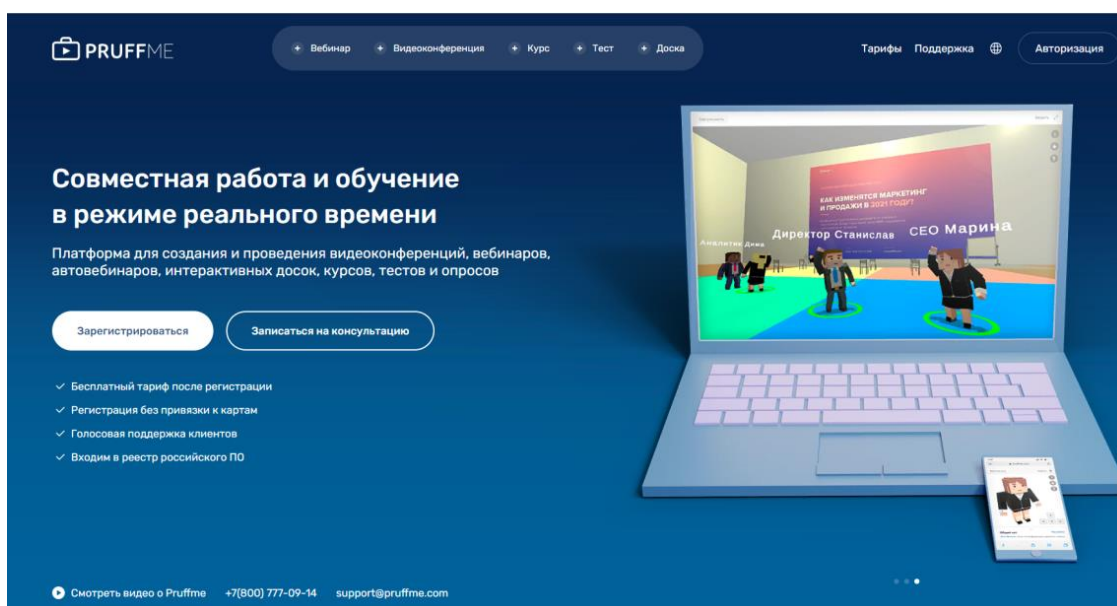 PRUFFME
Вебинар
Видеоконференция
Курс
Тест
Доска
Тарифы
Поддержка
Авторизация
Совместная работа и обучение
в режиме реального времени
Платформа для создания и проведения видеоконференций, вебинаров,
автовебинаров, интерактивных досок, курсов, тестов и опросов
Зарегистрироваться
Записаться на консультацию
Бесплатный тариф после регистрации
Регистрация без привязки к картам
Голосовая поддержка клиентов
Входим в реестр российского ПО
КАК ИЗМЕНЯТСЯ МАРКЕТИНГ
И ПРОДАЖИ В 2021 ГОДУ?
Аналитик Дима
Директор Станислав
CEO Марина
Смотреть видео о Pruffme
+7(800) 777-09-14
support@pruffme.com